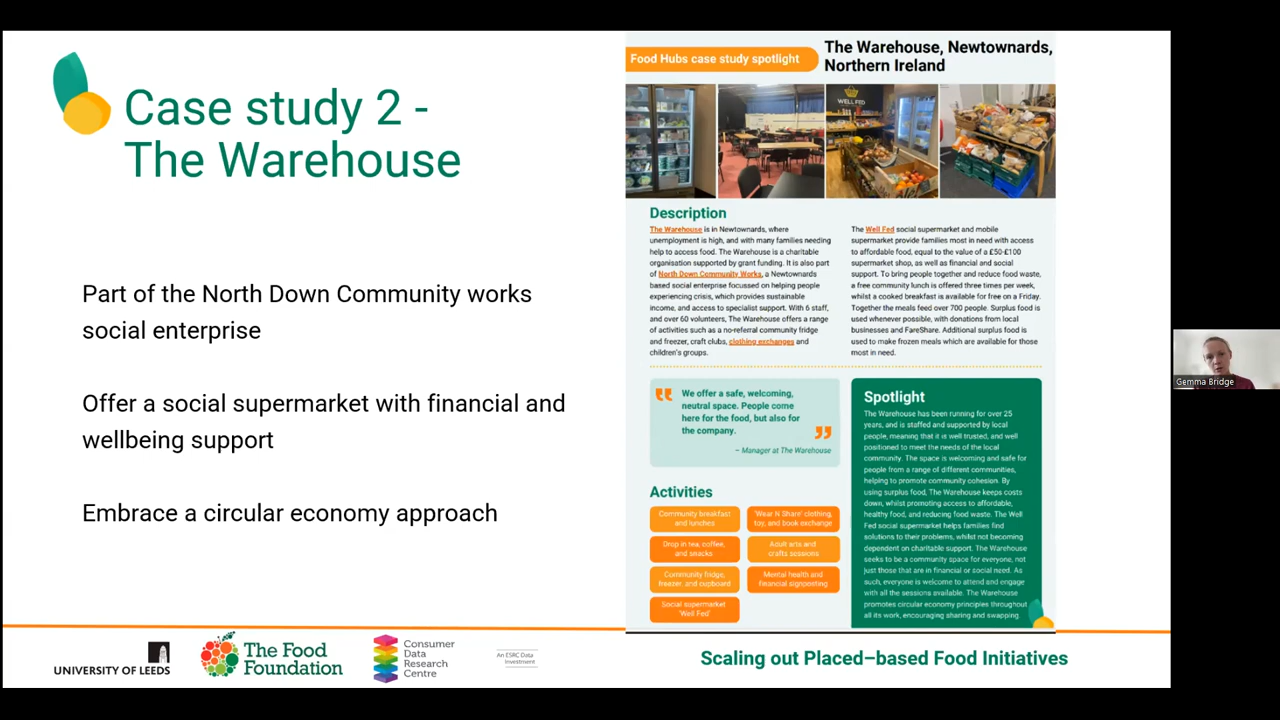 Case study 2 -
The Warehouse
Part of the North Down Community works
social enterprise
Offer a social supermarket with financial and
wellbeing support
Embrace a circular economy approach
Food Hubs case study spotlight
The Warehouse, Newtownards,
Northern Ireland
WELL FED
Description
The Warehouse is in Newtownards, where
unemployment is high, and with many families needing
help to access food. The Warehouse is a charitable
organisation supported by grant funding. It is also part
of North Down Community Works, a Newtownards
based social enterprise focussed on helping people
experiencing crisis, which provides sustainable
income, and access to specialist support. With 6 staff,
and over 60 volunteers, The Warehouse offers a range
of activities such as a no-referral community fridge
and freezer, craft clubs, clothing exchanges and
children's groups.
The Well Fed social supermarket and mobile
supermarket provide families most in need with access
to affordable food, equal to the value of a £50-£100
supermarket shop, as well as financial and social
support. To bring people together and reduce food waste,
a free community lunch is offered three times per week,
whilst a cooked breakfast is available for free on a Friday.
Together the meals feed over 700 people. Surplus food is
used whenever possible, with donations from local
businesses and FareShare. Additional surplus food is
used to make frozen meals which are available for those
most in need.
We offer a safe, welcoming,
neutral space. People come
here for the food, but also for
the company.
– Manager at The Warehouse
Activities
Community breakfast
and lunches
'Wear N Share' clothing,
toy, and book exchange
Drop in tea, coffee,
and snacks
Adult arts and
crafts sessions
Community fridge,
freezer, and cupboard
Mental health and
financial signposting
Social supermarket
'Well Fed'
Spotlight
The Warehouse has been running for over 25
years, and is staffed and supported by local
people, meaning that it is well trusted, and well
positioned to meet the needs of the local
community. The space is welcoming and safe for
people from a range of different communities,
helping to promote community cohesion. By
using surplus food, The Warehouse keeps costs
down, whilst promoting access to affordable,
healthy food, and reducing food waste. The Well
Fed social supermarket helps families find
solutions to their problems, whilst not becoming
dependent on charitable support. The Warehouse
seeks to be a community space for everyone, not
just those that are in financial or social need. As
such, everyone is welcome to attend and engage
with all the sessions available. The Warehouse
promotes circular economy principles throughout
all its work, encouraging sharing and swapping.
Gemma Bridge
UNIVERSITY OF LEEDS
The Food
Foundation
Consumer
Data
Research
Centre
An ESRC Data
Investment
Scaling out Placed–based Food Initiatives